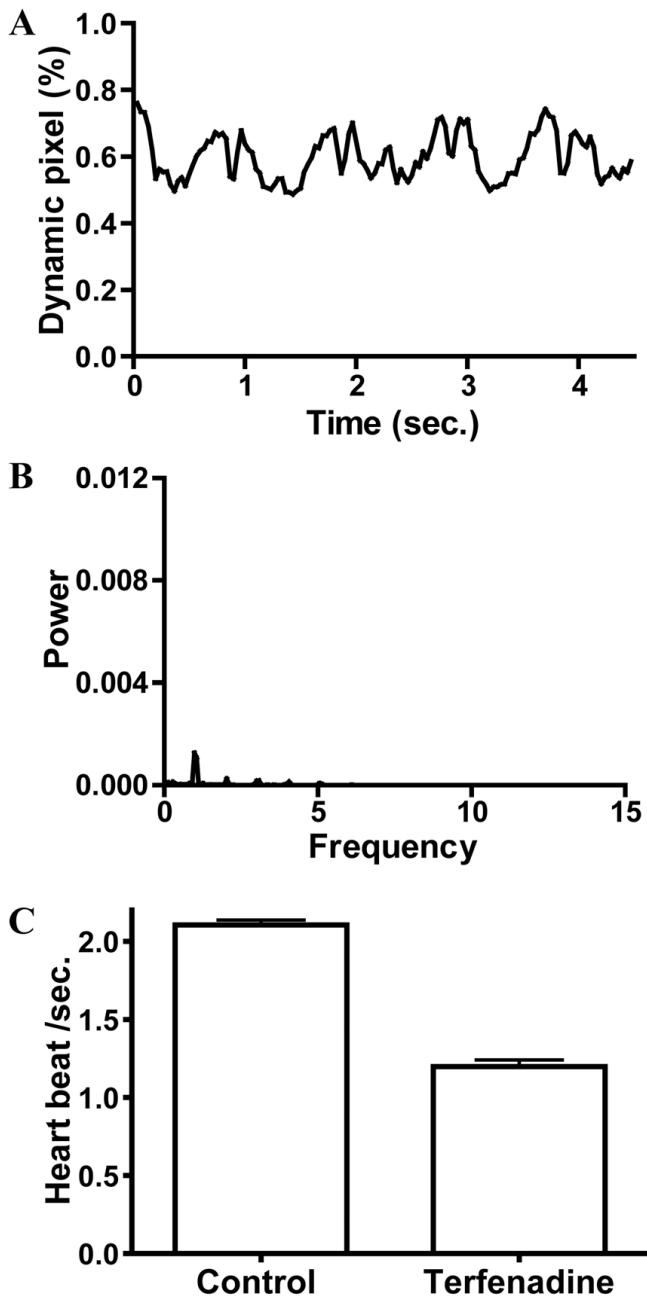 A
Dynamic pixel (%)
1.0
0.8
0.6
0.4
0.2
0.0
0 1 2 3 4
Time (sec.)
B
Power
0.012
0.008
0.004
0.000
0 5 10 15
Frequency
C
Heart beat /sec.
2.0
1.5
1.0
0.5
0.0
Control Terfenadine